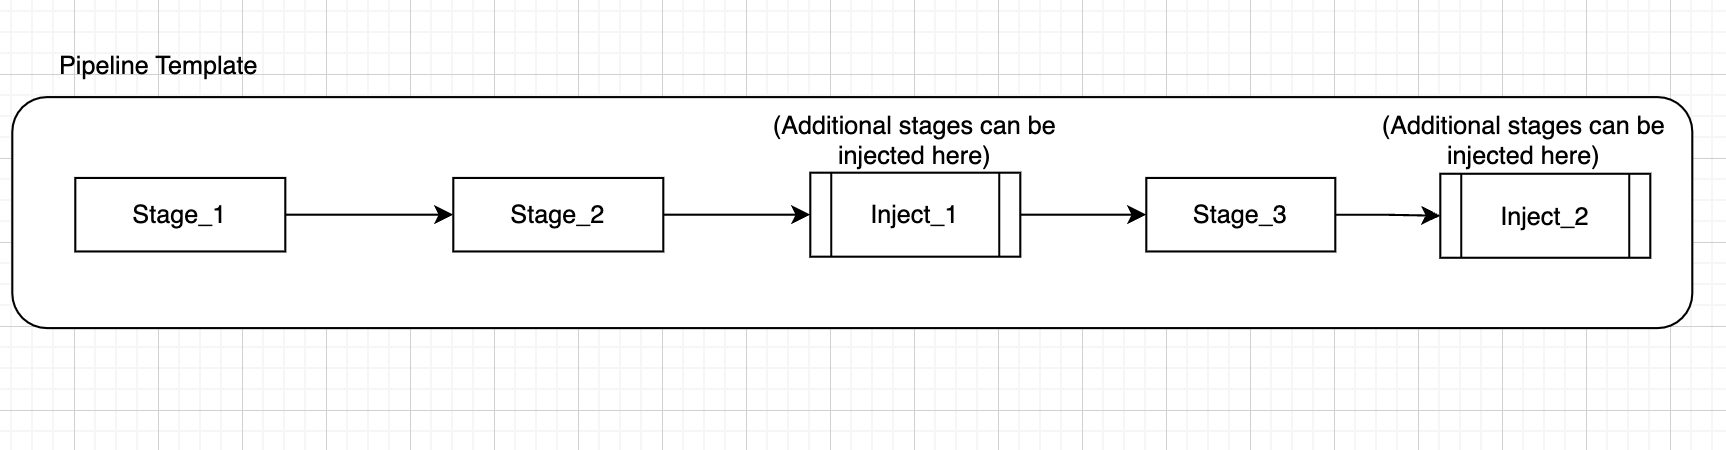 Pipeline Template
(Additional stages can be
injected here)
(Additional stages can be
injected here)
Stage_1
Stage_2
Inject_1
Stage_3
Inject_2